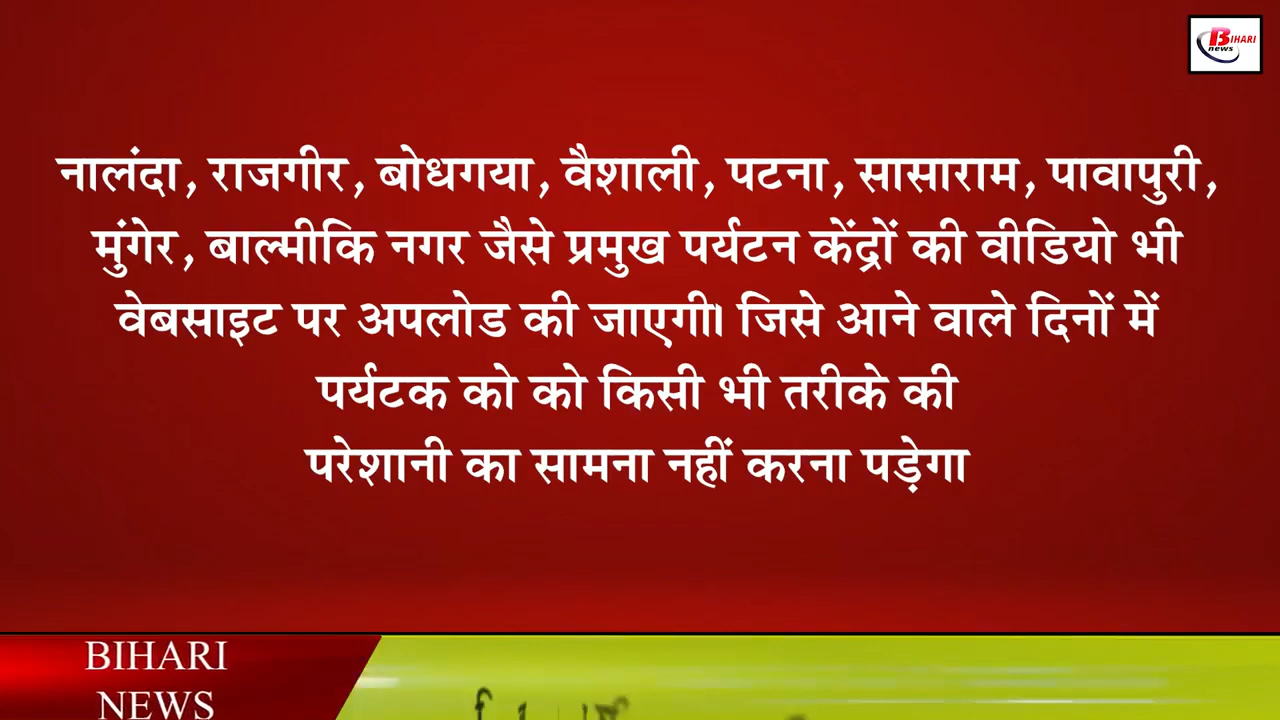 BIHARI
news
नालंदा, राजगीर, बोधगया, वैशाली, पटना, सासाराम, पावापुरी,
मुंगेर, बाल्मीकि नगर जैसे प्रमुख पर्यटन केंद्रों की वीडियो भी
वेबसाइट पर अपलोड की जाएगी। जिसे आने वाले दिनों में
पर्यटक को को किसी भी तरीके की
परेशानी का सामना नहीं करना पड़ेगा
BIHARI
NEWS